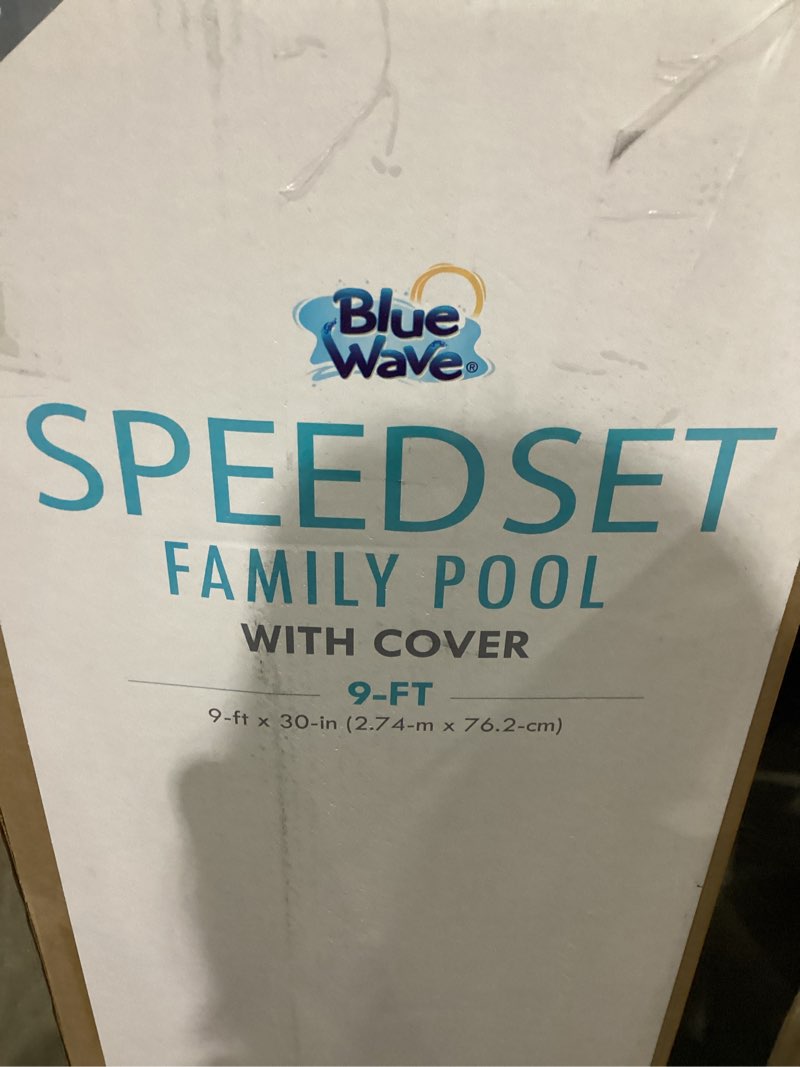 Blue
Wave®
SPEEDSET
FAMILY POOL
WITH COVER
9-FT
9-ft x 30-in (2.74-m x 76.2-cm)